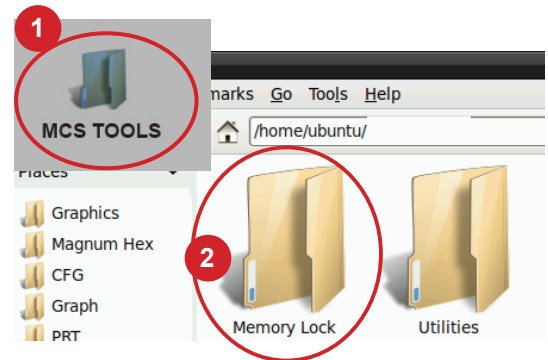 1
MCS TOOLS
marks Go Tools Help
/home/ubuntu/
Places
Graphics
Magnum Hex
CFG
Graph
PRT
2
Memory Lock
Utilities